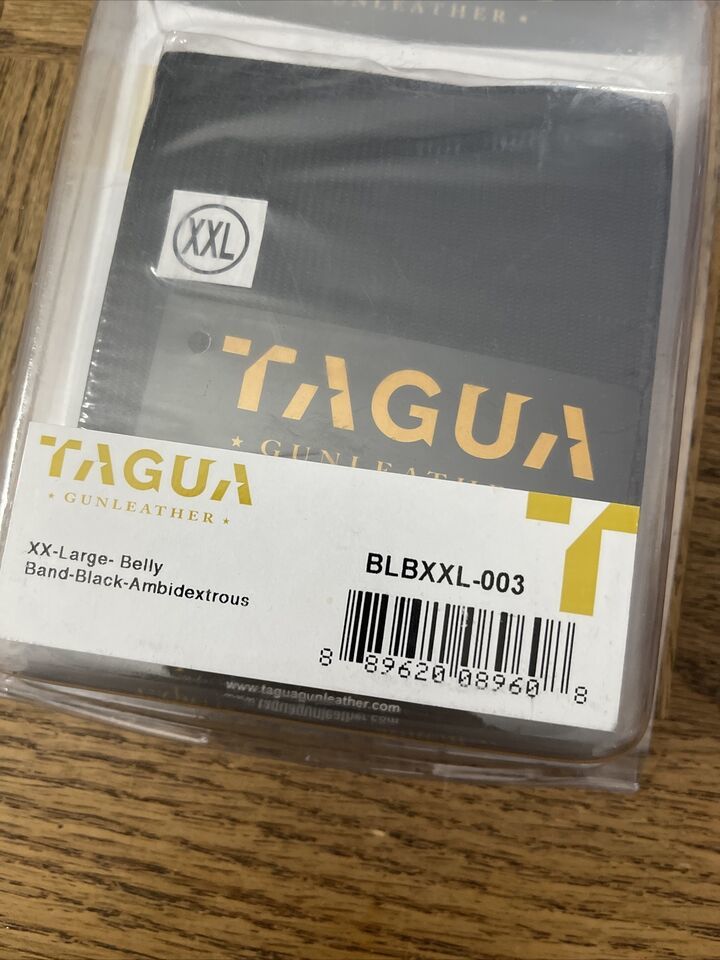 GUNLEATHER ★
XXL
TAGUA
★ GUNLEATHE
TAGUA
★ GUNLEATHER ★
XX-Large- Belly
Band-Black-Ambidextrous
BLBXXL-003
8 89620 08960 8
www.taguagunleather.com